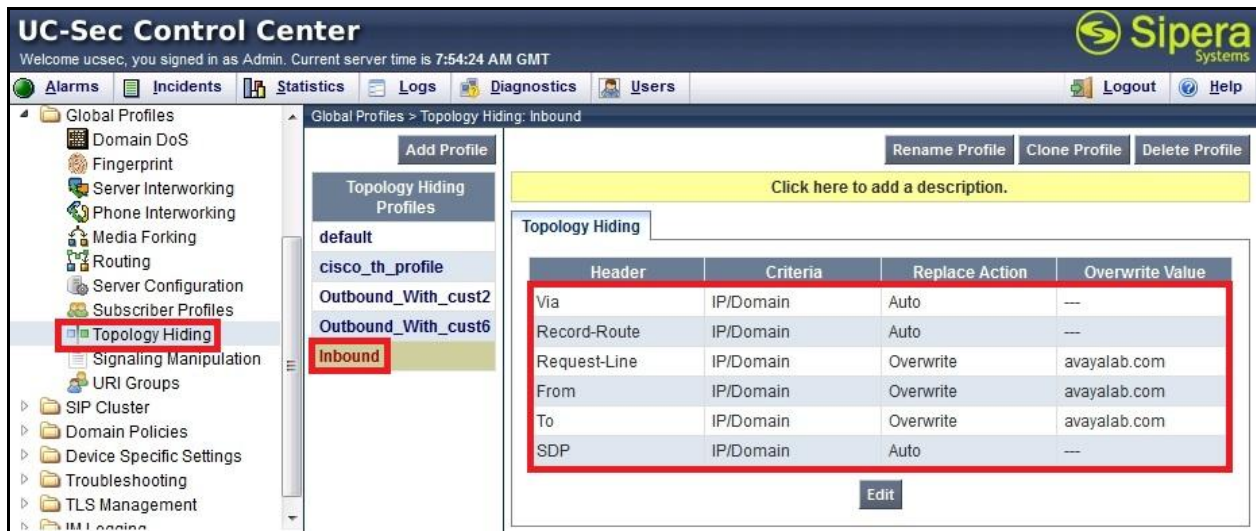 UC-Sec Control Center
Welcome ucsec, you signed in as Admin. Current server time is 7:54:24 AM GMT
Sipera
Systems
Alarms Incidents Statistics Logs Diagnostics Users Logout Help
Global Profiles
Domain DoS
Fingerprint
Server Interworking
Phone Interworking
Media Forking
Routing
Server Configuration
Subscriber Profiles
Topology Hiding
Signaling Manipulation
URI Groups
SIP Cluster
Domain Policies
Device Specific Settings
Troubleshooting
TLS Management
IM Logging
Global Profiles > Topology Hiding: Inbound
Add Profile
Topology Hiding
Profiles
default
cisco_th_profile
Outbound_With_cust2
Outbound_With_cust6
Inbound
Rename Profile Clone Profile Delete Profile
Click here to add a description.
Topology Hiding
Header Criteria Replace Action Overwrite Value
Via IP/Domain Auto ---
Record-Route IP/Domain Auto ---
Request-Line IP/Domain Overwrite avayalab.com
From IP/Domain Overwrite avayalab.com
To IP/Domain Overwrite avayalab.com
SDP IP/Domain Auto ---
Edit